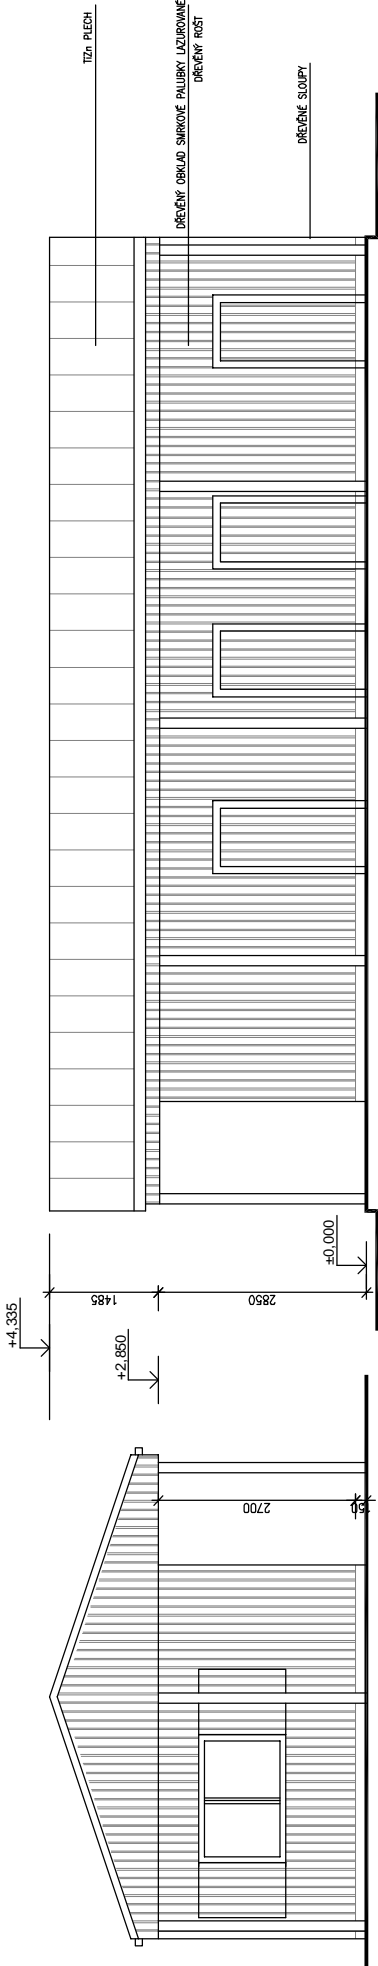 TiZn PLECH
DŘEVĚNÝ OBKLAD SMRKOVÉ PALUBKY LAZUROVANÉ
DŘEVĚNÝ ROŠT
DŘEVĚNÉ SLOUPY
+4,335
1485
+2,850
2850
±0,000
2700
150